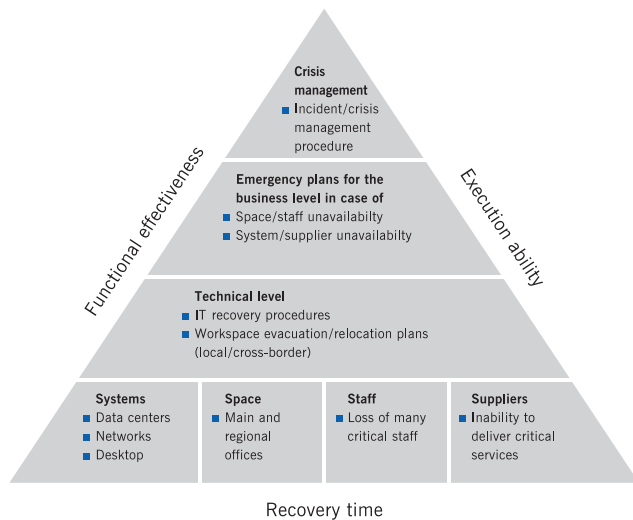 Crisis
management
Incident/crisis
management
procedure
Functional effectiveness
Execution ability
Emergency plans for the
business level in case of
Space/staff unavailabilty
System/supplier unavailabilty
Technical level
IT recovery procedures
Workspace evacuation/relocation plans
(local/cross-border)
Systems
Data centers
Networks
Desktop
Space
Main and
regional
offices
Staff
Loss of many
critical staff
Suppliers
Inability to
deliver critical
services
Recovery time